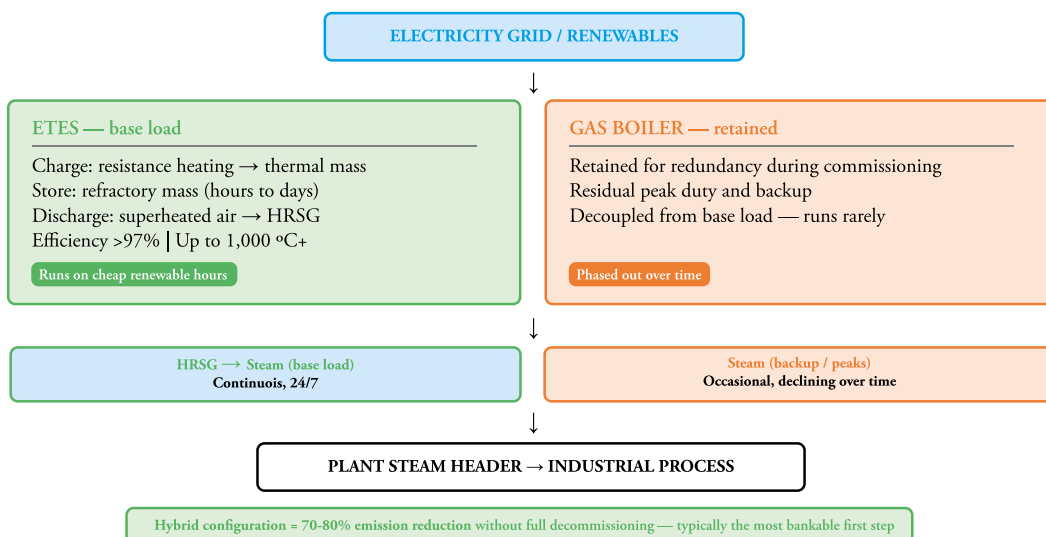 ELECTRICITY GRID / RENEWABLES
↓
ETES — base load
Charge: resistance heating → thermal mass
Store: refractory mass (hours to days)
Discharge: superheated air → HRSG
Efficiency >97% | Up to 1,000 ºC+
Runs on cheap renewable hours
GAS BOILER — retained
Retained for redundancy during commissioning
Residual peak duty and backup
Decoupled from base load — runs rarely
Phased out over time
↓
HRSG → Steam (base load)
Continuois, 24/7
Steam (backup / peaks)
Occasional, declining over time
↓
PLANT STEAM HEADER → INDUSTRIAL PROCESS
Hybrid configuration = 70-80% emission reduction without full decommissioning — typically the most bankable first step